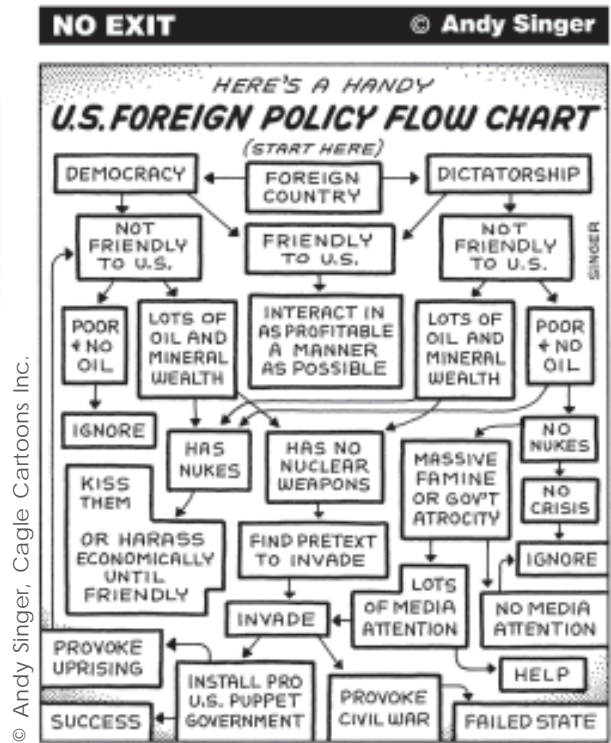 NO EXIT
© Andy Singer
HERE'S A HANDY
U.S. FOREIGN POLICY FLOW CHART
(START HERE)
DEMOCRACY
FOREIGN
COUNTRY
DICTATORSHIP
NOT
FRIENDLY
TO U.S.
FRIENDLY
TO U.S.
NOT
FRIENDLY
TO U.S.
SINGER
POOR
+ NO
OIL
LOTS OF
OIL AND
MINERAL
WEALTH
INTERACT IN
AS PROFITABLE
A MANNER
AS POSSIBLE
LOTS OF
OIL AND
MINERAL
WEALTH
POOR
+ NO
OIL
IGNORE
HAS
NUKES
HAS NO
NUCLEAR
WEAPONS
MASSIVE
FAMINE
OR GOV'T
ATROCITY
NO
NUKES
NO
CRISIS
IGNORE
KISS
THEM
OR HARASS
ECONOMICALLY
UNTIL
FRIENDLY
FIND PRETEXT
TO INVADE
INVADE
LOTS
OF MEDIA
ATTENTION
NO MEDIA
ATTENTION
HELP
PROVOKE
UPRISING
INSTALL PRO
U.S. PUPPET
GOVERNMENT
PROVOKE
CIVIL WAR
FAILED STATE
SUCCESS
© Andy Singer, Cagle Cartoons Inc.